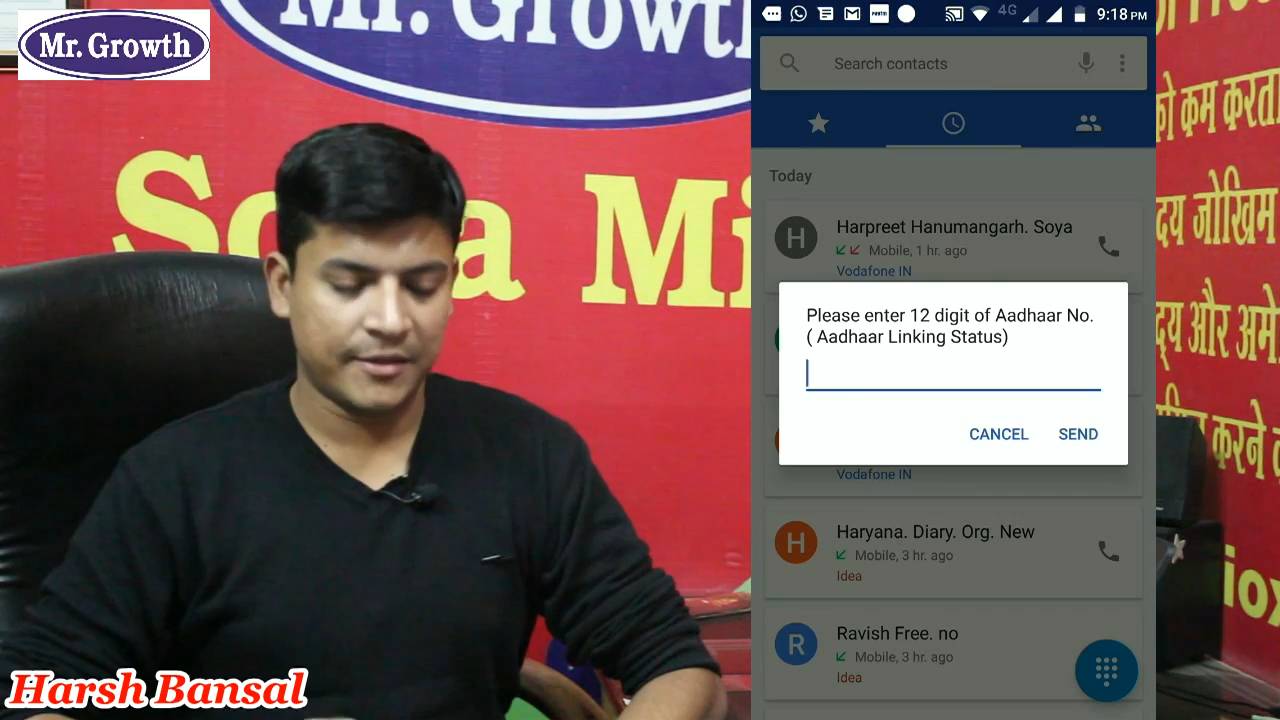 Mr. Growth
Mr. Growth
So a Mi
Harsh Bansal
4G
9:18 PM
Search contacts
Today
H
Harpreet Hanumangarh. Soya
Mobile, 1 hr. ago
Vodafone IN
Please enter 12 digit of Aadhaar No.
( Aadhaar Linking Status)
CANCEL
SEND
Vodafone IN
H
Haryana. Diary. Org. New
Mobile, 3 hr. ago
Idea
R
Ravish Free. no
Mobile, 3 hr. ago
Idea
को कम करता
जोखिम
और
करने